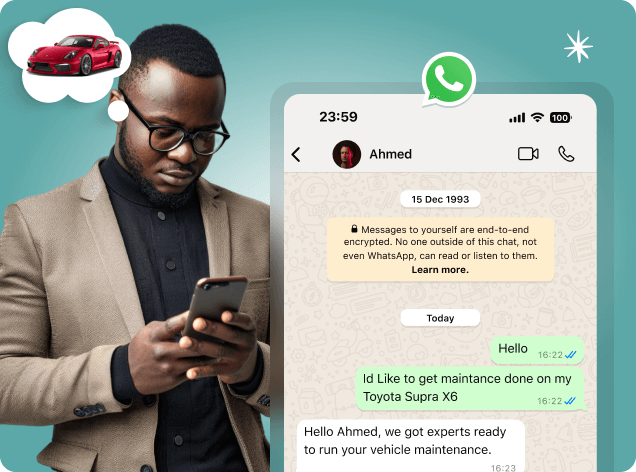 23:59
100
Ahmed
15 Dec 1993
Messages to yourself are end-to-end
encrypted. No one outside of this chat, not
even WhatsApp, can read or listen to them.
Learn more.
Today
Hello 16:22
Id Like to get maintance done on my
Toyota Supra X6 16:22
Hello Ahmed, we got experts ready
to run your vehicle maintenance.
16:23